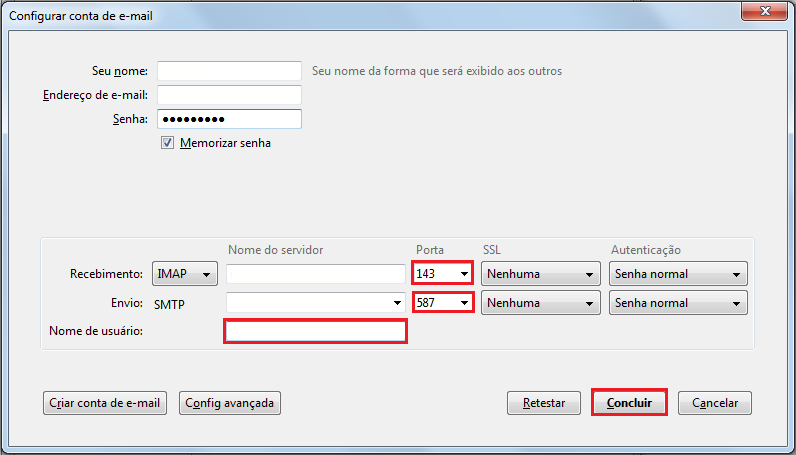 Configurar conta de e-mail
Seu nome: Seu nome da forma que será exibido aos outros
Endereço de e-mail:
Senha: ●●●●●●●●●
Memorizar senha
Nome do servidor Porta SSL Autenticação
Recebimento: IMAP 143 Nenhuma Senha normal
Envio: SMTP 587 Nenhuma Senha normal
Nome de usuário:
Criar conta de e-mail Config avançada Retestar Concluir Cancelar